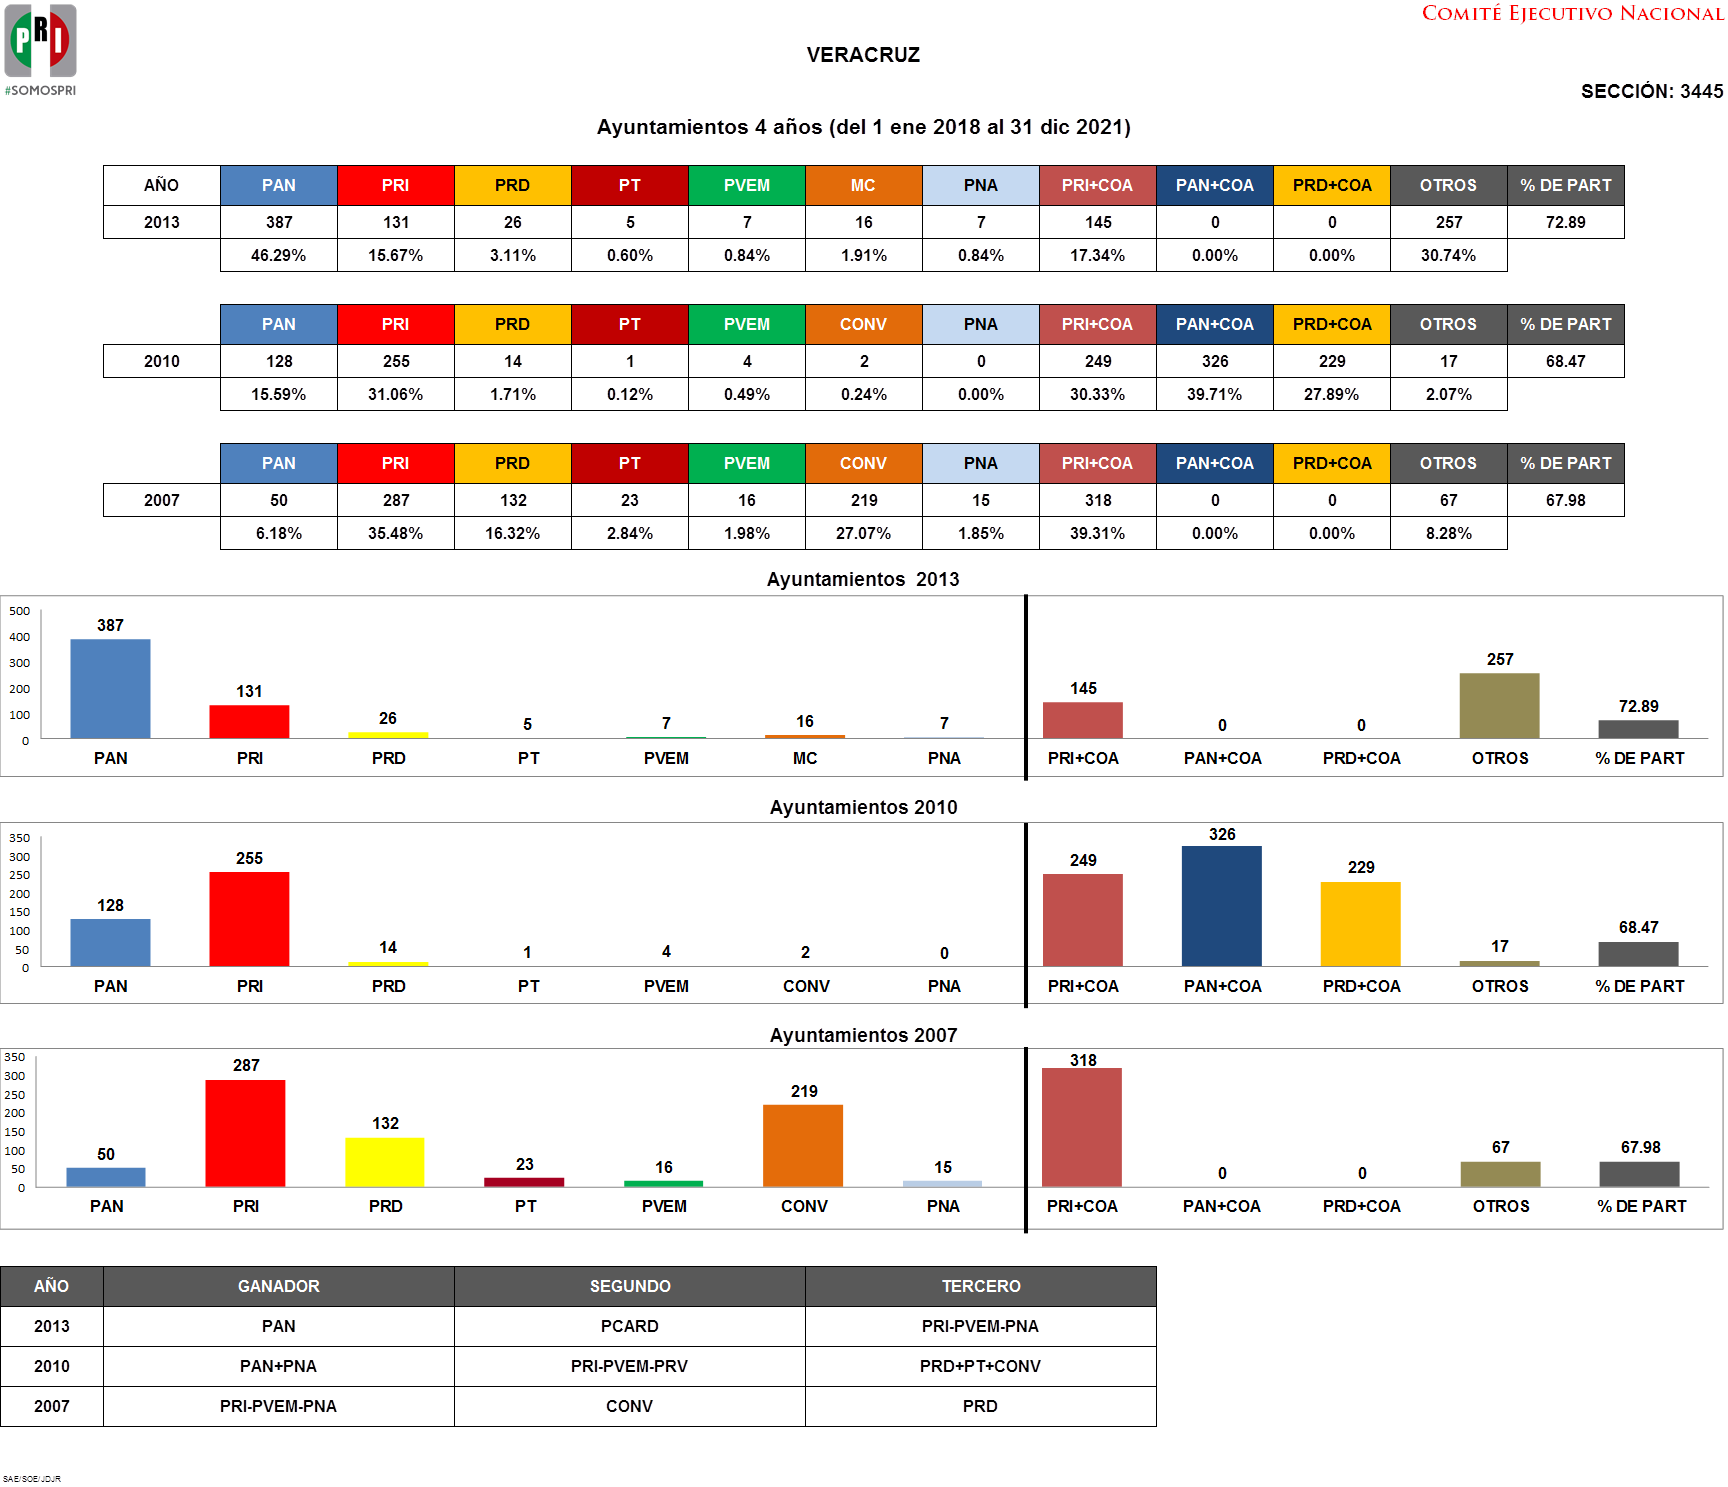 PRI
#SOMOSPRI
COMITÉ EJECUTIVO NACIONAL
VERACRUZ
SECCIÓN: 3445
Ayuntamientos 4 años (del 1 ene 2018 al 31 dic 2021)
AÑO PAN PRI PRD PT PVEM MC PNA PRI+COA PAN+COA PRD+COA OTROS % DE PART
2013 387 131 26 5 7 16 7 145 0 0 257 72.89
46.29% 15.67% 3.11% 0.60% 0.84% 1.91% 0.84% 17.34% 0.00% 0.00% 30.74%
PAN PRI PRD PT PVEM CONV PNA PRI+COA PAN+COA PRD+COA OTROS % DE PART
2010 128 255 14 1 4 2 0 249 326 229 17 68.47
15.59% 31.06% 1.71% 0.12% 0.49% 0.24% 0.00% 30.33% 39.71% 27.89% 2.07%
PAN PRI PRD PT PVEM CONV PNA PRI+COA PAN+COA PRD+COA OTROS % DE PART
2007 50 287 132 23 16 219 15 318 0 0 67 67.98
6.18% 35.48% 16.32% 2.84% 1.98% 27.07% 1.85% 39.31% 0.00% 0.00% 8.28%
Ayuntamientos 2013
500
400
300
200
100
0
387 131 26 5 7 16 7 145 0 0 257 72.89
PAN PRI PRD PT PVEM MC PNA PRI+COA PAN+COA PRD+COA OTROS % DE PART
Ayuntamientos 2010
350
300
250
200
150
100
50
0
128 255 14 1 4 2 0 249 326 229 17 68.47
PAN PRI PRD PT PVEM CONV PNA PRI+COA PAN+COA PRD+COA OTROS % DE PART
Ayuntamientos 2007
350
300
250
200
150
100
50
0
50 287 132 23 16 219 15 318 0 0 67 67.98
PAN PRI PRD PT PVEM CONV PNA PRI+COA PAN+COA PRD+COA OTROS % DE PART
AÑO GANADOR SEGUNDO TERCERO
2013 PAN PCARD PRI-PVEM-PNA
2010 PAN+PNA PRI-PVEM-PRV PRD+PT+CONV
2007 PRI-PVEM-PNA CONV PRD
SAE/SOE/JDJR